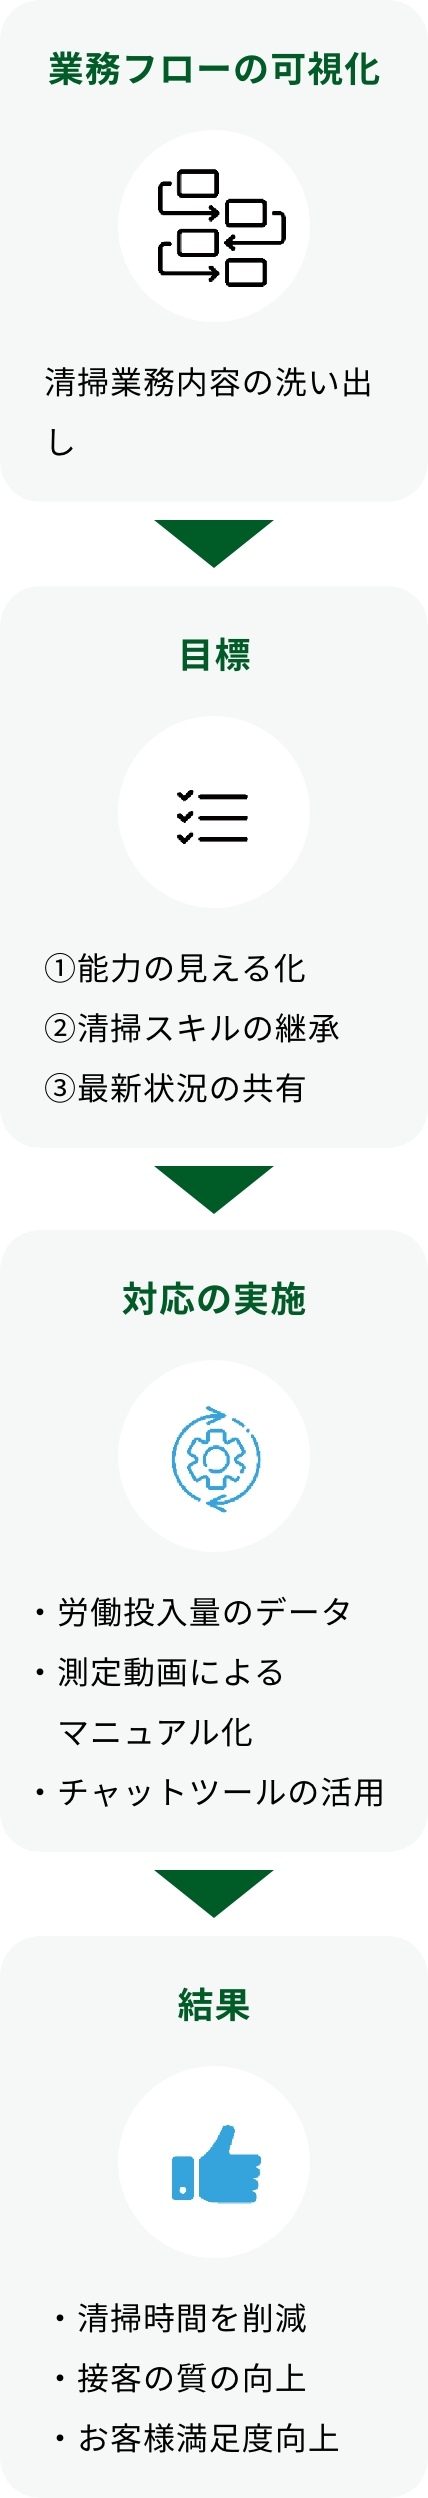 業務フローの可視化
清掃業務内容の洗い出
し
目標
①能力の見える化
②清掃スキルの継承
③最新状況の共有
対応の実施
・労働投入量のデータ
・測定動画による
マニュアル化
・チャットツールの活用
結果
・清掃時間を削減
・接客の質の向上
・お客様満足度向上